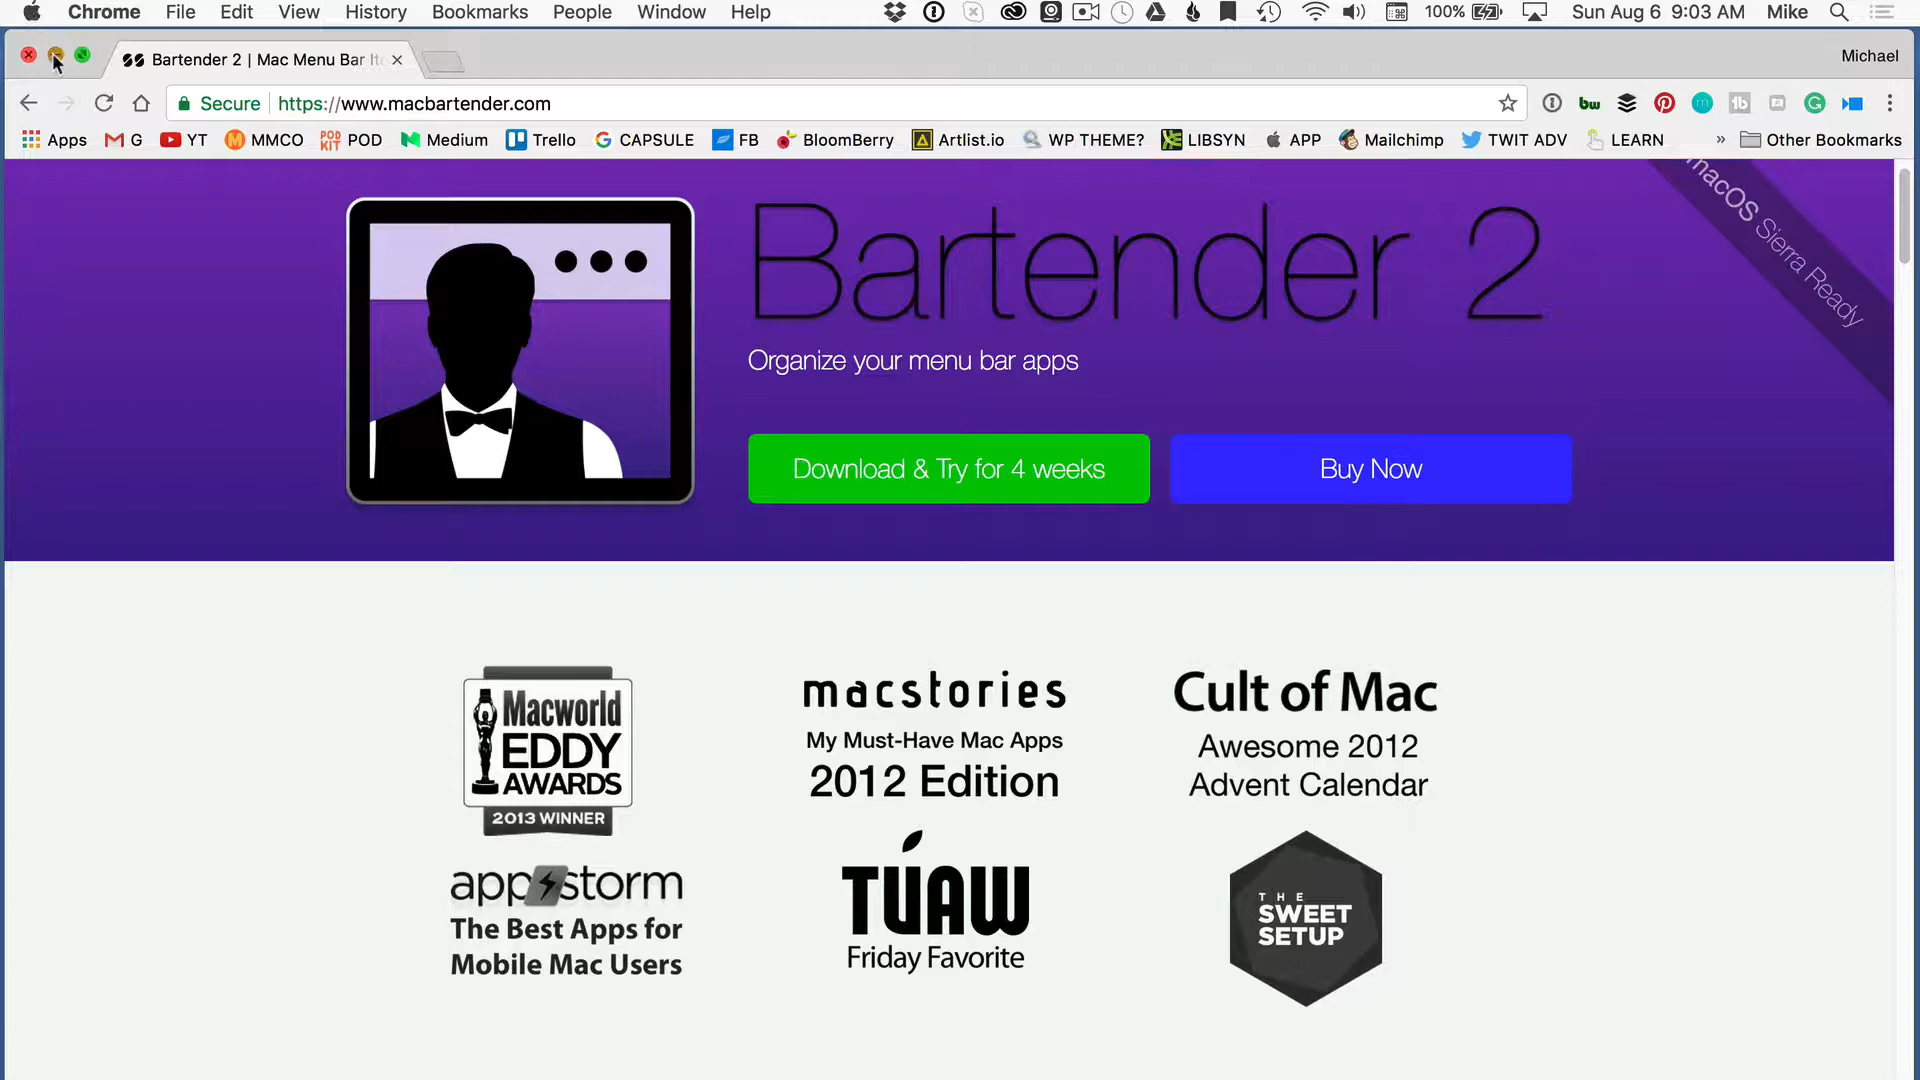 Chrome File Edit View History Bookmarks People Window Help 100% Sun Aug 6 9:03 AM Mike
Bartender 2 | Mac Menu Bar Ite
Michael
Secure https://www.macbartender.com
Apps G YT MMCO POD KIT POD Medium Trello CAPSULE FB BloomBerry Artlist.io WP THEME? LIBSYN APP Mailchimp TWIT ADV LEARN » Other Bookmarks
macOS Sierra Ready
Bartender 2
Organize your menu bar apps
Download & Try for 4 weeks
Buy Now
Macworld
EDDY
AWARDS
2013 WINNER
macstories
My Must-Have Mac Apps
2012 Edition
Cult of Mac
Awesome 2012
Advent Calendar
appstorm
The Best Apps for
Mobile Mac Users
TUAW
Friday Favorite
THE
SWEET
SETUP